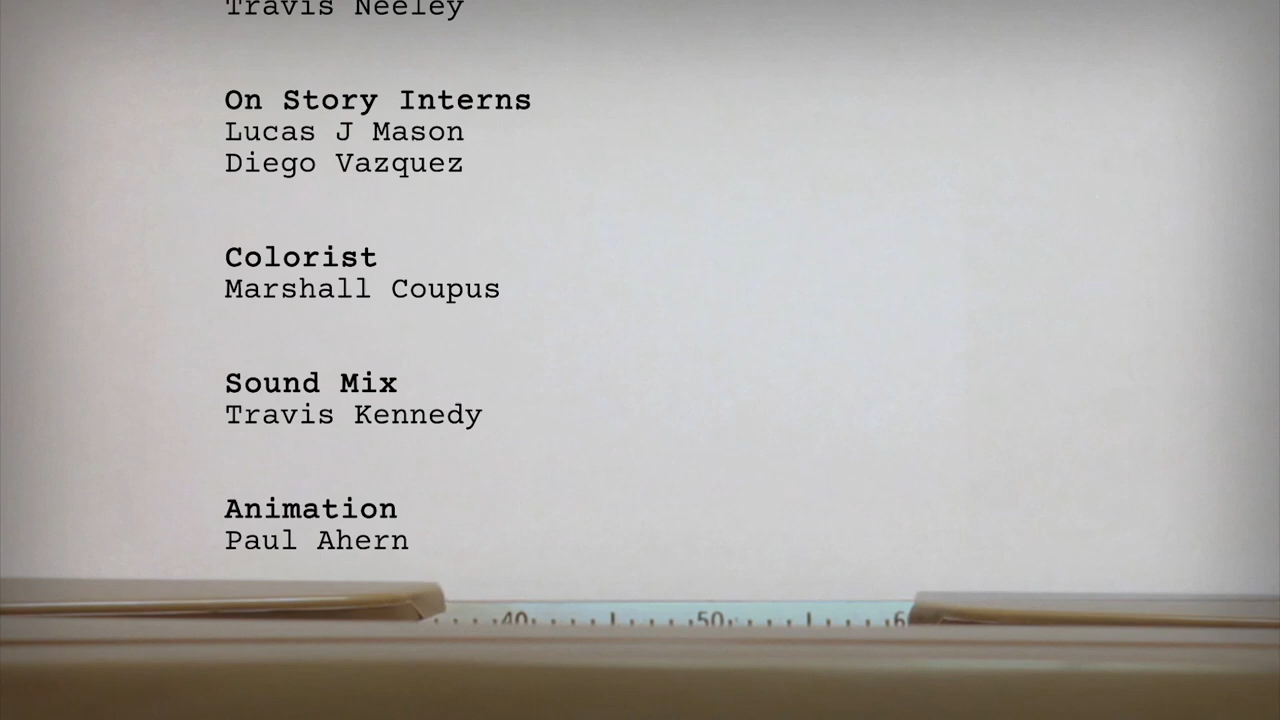 Travis Neeley
On Story Interns
Lucas J Mason
Diego Vazquez
Colorist
Marshall Coupus
Sound Mix
Travis Kennedy
Animation
Paul Ahern
40 50 6